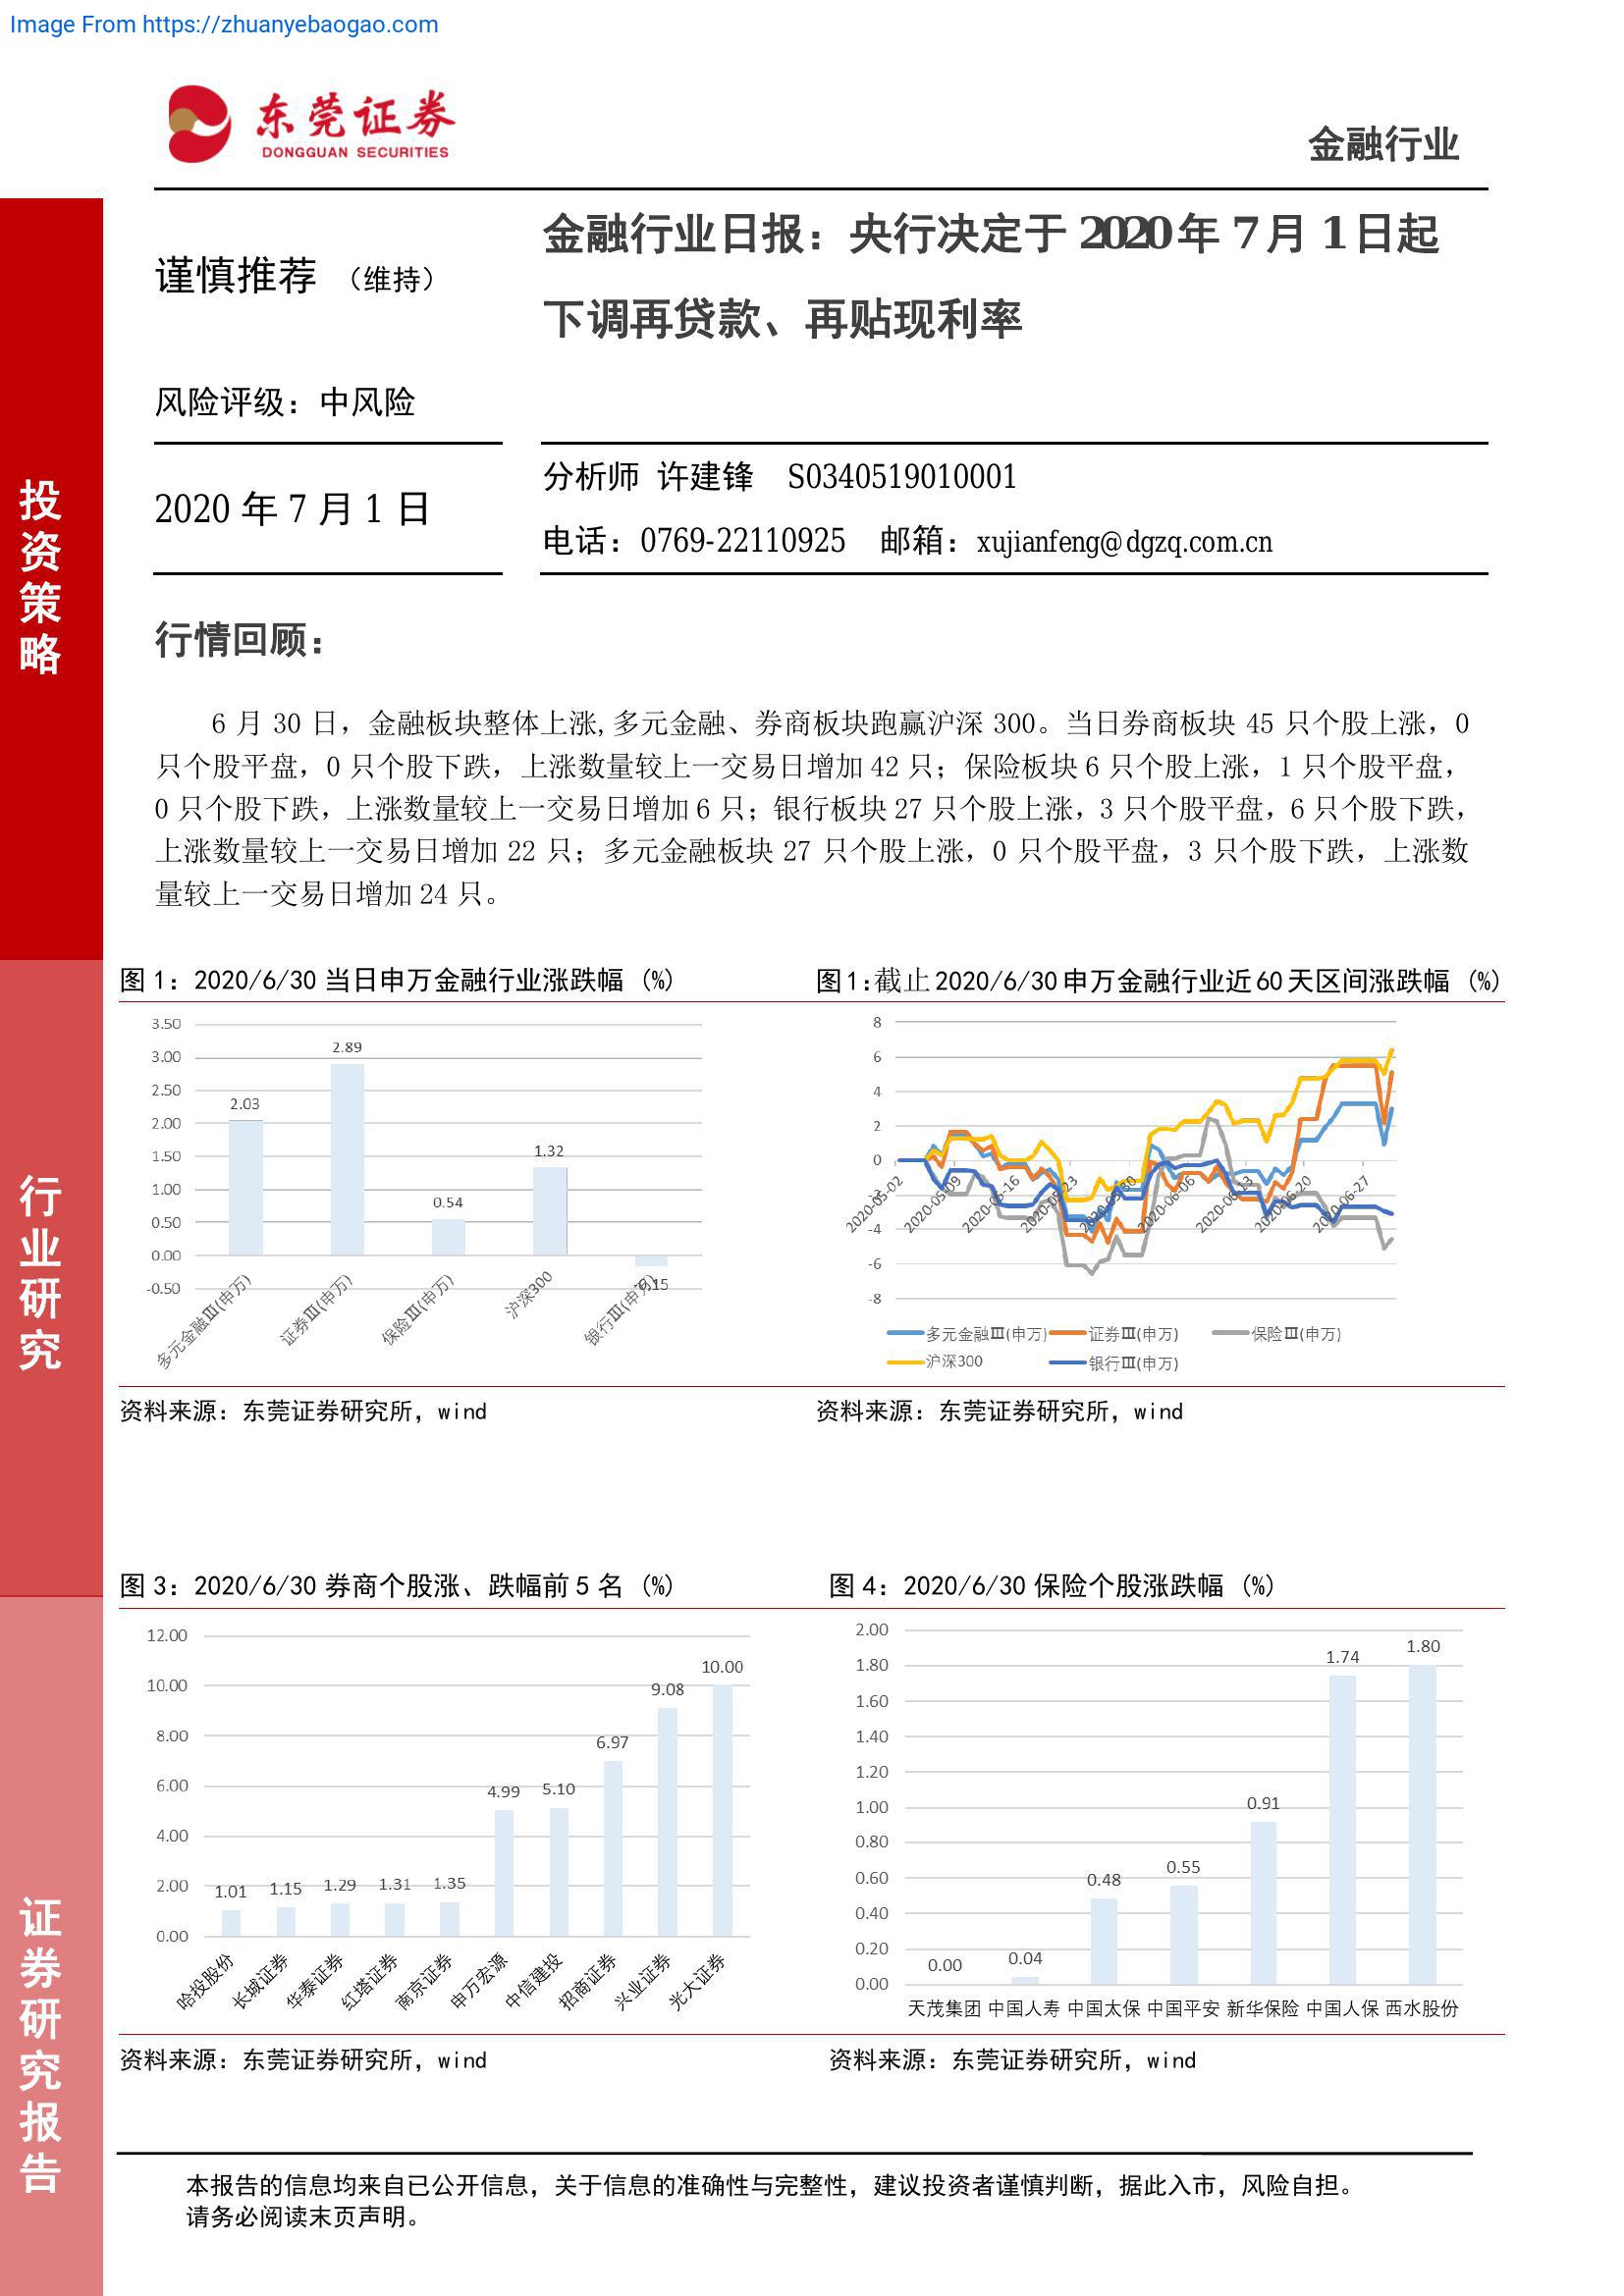 Image From https://zhuanyebaogao.com
东莞证券
DONGGUAN SECURITIES
金融行业
投资策略
行业研究
证券研究报告
谨慎推荐 （维持）
风险评级：中风险
2020 年 7 月 1 日
金融行业日报：央行决定于 2020 年 7 月 1 日起
下调再贷款、再贴现利率
分析师 许建锋 S0340519010001
电话：0769-22110925 邮箱：xujianfeng@dgzq.com.cn
行情回顾：
6 月 30 日，金融板块整体上涨,多元金融、券商板块跑赢沪深 300。当日券商板块 45 只个股上涨，0
只个股平盘，0 只个股下跌，上涨数量较上一交易日增加 42 只；保险板块 6 只个股上涨，1 只个股平盘，
0 只个股下跌，上涨数量较上一交易日增加 6 只；银行板块 27 只个股上涨，3 只个股平盘，6 只个股下跌，
上涨数量较上一交易日增加 22 只；多元金融板块 27 只个股上涨，0 只个股平盘，3 只个股下跌，上涨数
量较上一交易日增加 24 只。
图 1：2020/6/30 当日申万金融行业涨跌幅 (%)
3.50
3.00
2.50
2.00
1.50
1.00
0.50
0.00
-0.50
2.03
2.89
0.54
1.32
-0.15
多元金融Ⅲ(申万)
证券Ⅲ(申万)
保险Ⅲ(申万)
沪深300
银行Ⅲ(申万)
资料来源：东莞证券研究所，wind
图 1:截止 2020/6/30 申万金融行业近 60 天区间涨跌幅 (%)
8
6
4
2
0
-2
-4
-6
-8
2020-05-02
2020-05-09
2020-05-16
2020-05-23
2020-05-30
2020-06-06
2020-06-13
2020-06-20
2020-06-27
多元金融Ⅲ(申万)
证券Ⅲ(申万)
保险Ⅲ(申万)
沪深300
银行Ⅲ(申万)
资料来源：东莞证券研究所，wind
图 3：2020/6/30 券商个股涨、跌幅前 5 名 (%)
12.00
10.00
8.00
6.00
4.00
2.00
0.00
1.01
1.15
1.29
1.31
1.35
4.99
5.10
6.97
9.08
10.00
哈投股份
长城证券
华泰证券
红塔证券
南京证券
申万宏源
中信建投
招商证券
兴业证券
光大证券
资料来源：东莞证券研究所，wind
图 4：2020/6/30 保险个股涨跌幅 (%)
2.00
1.80
1.60
1.40
1.20
1.00
0.80
0.60
0.40
0.20
0.00
0.00
0.04
0.48
0.55
0.91
1.74
1.80
天茂集团 中国人寿 中国太保 中国平安 新华保险 中国人保 西水股份
资料来源：东莞证券研究所，wind
本报告的信息均来自已公开信息，关于信息的准确性与完整性，建议投资者谨慎判断，据此入市，风险自担。
请务必阅读末页声明。